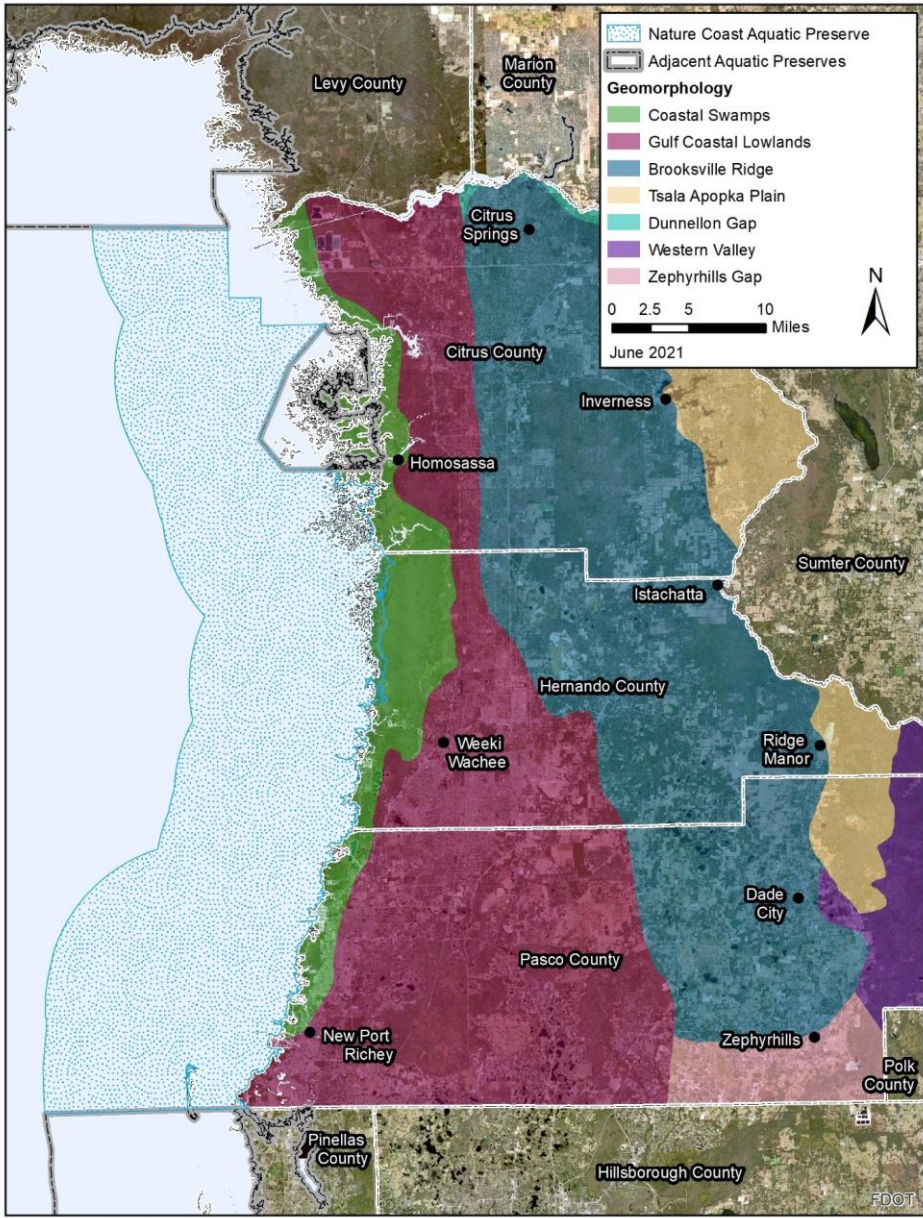 Nature Coast Aquatic Preserve
Adjacent Aquatic Preserves
Geomorphology
Coastal Swamps
Gulf Coastal Lowlands
Brooksville Ridge
Tsala Apopka Plain
Dunnellon Gap
Western Valley
Zephyrhills Gap
N
0 2.5 5 10
Miles
June 2021
Levy County
Marion
County
Citrus
Springs
Citrus County
Inverness
Homosassa
Sumter County
Istachatta
Hernando County
Weeki
Wachee
Ridge
Manor
Dade
City
Pasco County
New Port
Richey
Zephyrhills
Polk
County
Pinellas
County
Hillsborough County
FDOT